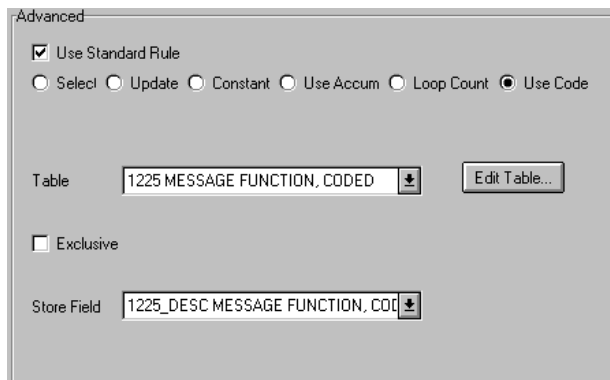 Advanced
Use Standard Rule
Select Update Constant Use Accum Loop Count Use Code
Table 1225 MESSAGE FUNCTION, CODED Edit Table...
Exclusive
Store Field 1225_DESC MESSAGE FUNCTION, COD